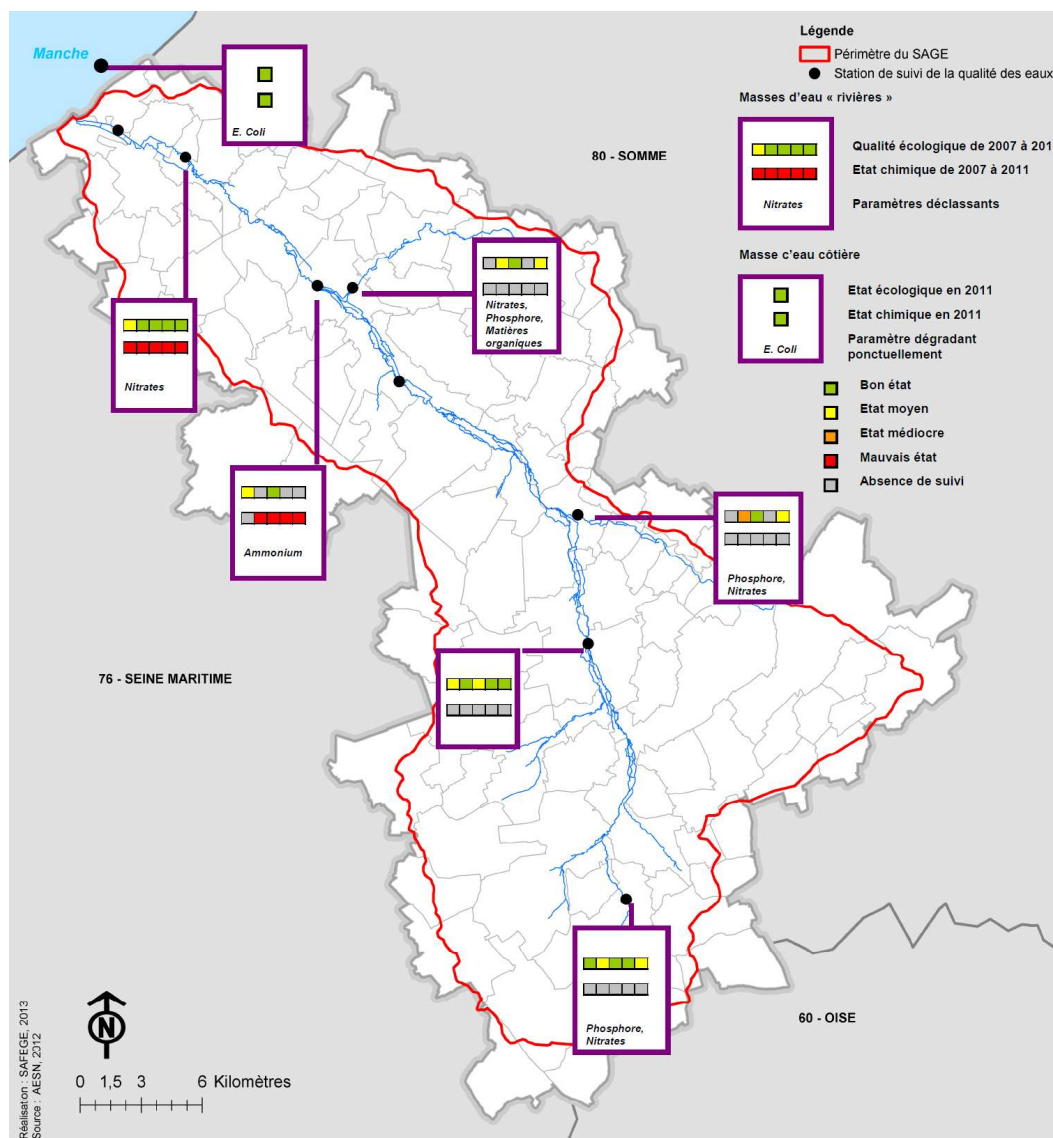 Manche
E. Coli
80 - SOMME
Légende
Périmètre du SAGE
Station de suivi de la qualité des eaux
Masses d'eau « rivières »
Qualité écologique de 2007 à 201
Etat chimique de 2007 à 2011
Nitrates
Paramètres déclassants
Masse c'eau côtière
Etat écologique en 2011
Etat chimique en 2011
E. Coli
Paramètre dégradant
ponctuellement
Bon état
Etat moyen
Etat médiocre
Mauvais état
Absence de suivi
Nitrates,
Phosphore,
Matières
organiques
Nitrates
Ammonium
Phosphore,
Nitrates
76 - SEINE MARITIME
Phosphore,
Nitrates
60 - OISE
N
0 1,5 3 6 Kilomètres
Réalisation : SAFEGE, 2013
Source : AESN, 2012